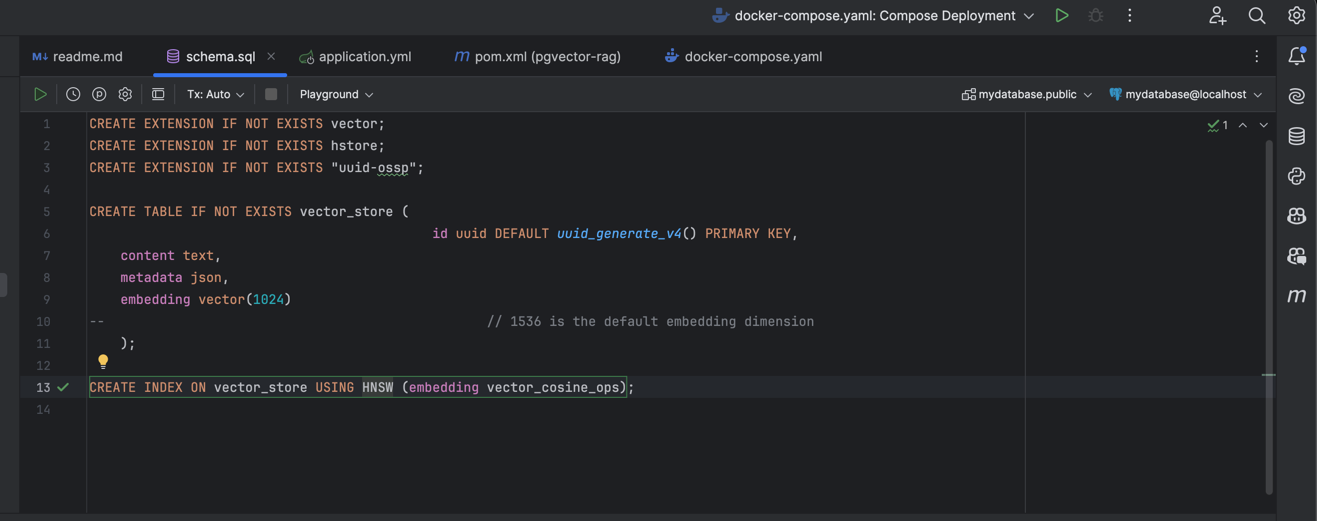 docker-compose.yaml: Compose Deployment
M↓ readme.md schema.sql application.yml m pom.xml (pgvector-rag) docker-compose.yaml
Tx: Auto Playground mydatabase.public mydatabase@localhost
1 CREATE EXTENSION IF NOT EXISTS vector; 1
2 CREATE EXTENSION IF NOT EXISTS hstore;
3 CREATE EXTENSION IF NOT EXISTS "uuid-ossp";
4
5 CREATE TABLE IF NOT EXISTS vector_store (
6 id uuid DEFAULT uuid_generate_v4() PRIMARY KEY,
7 content text,
8 metadata json,
9 embedding vector(1024)
10 -- // 1536 is the default embedding dimension
11 );
12
13 CREATE INDEX ON vector_store USING HNSW (embedding vector_cosine_ops);
14